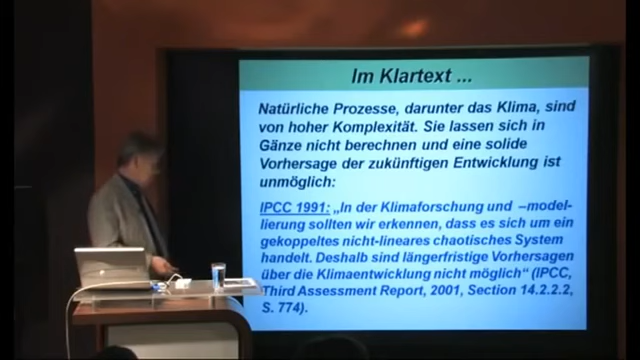 Im Klartext ...
Natürliche Prozesse, darunter das Klima, sind
von hoher Komplexität. Sie lassen sich in
Gänze nicht berechnen und eine solide
Vorhersage der zukünftigen Entwicklung ist
unmöglich:
IPCC 1991: „In der Klimaforschung und –model-
lierung sollten wir erkennen, dass es sich um ein
gekoppeltes nicht-lineares chaotisches System
handelt. Deshalb sind längerfristige Vorhersagen
über die Klimaentwicklung nicht möglich“ (IPCC,
Third Assessment Report, 2001, Section 14.2.2.2,
S. 774).